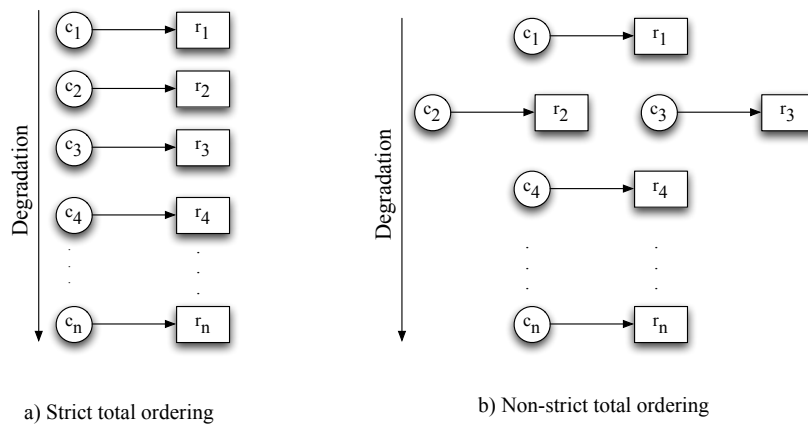 Degradation
c1 r1
c2 r2
c3 r3
c4 r4
cn rn
a) Strict total ordering
Degradation
c1 r1
c2 r2 c3 r3
c4 r4
cn rn
b) Non-strict total ordering